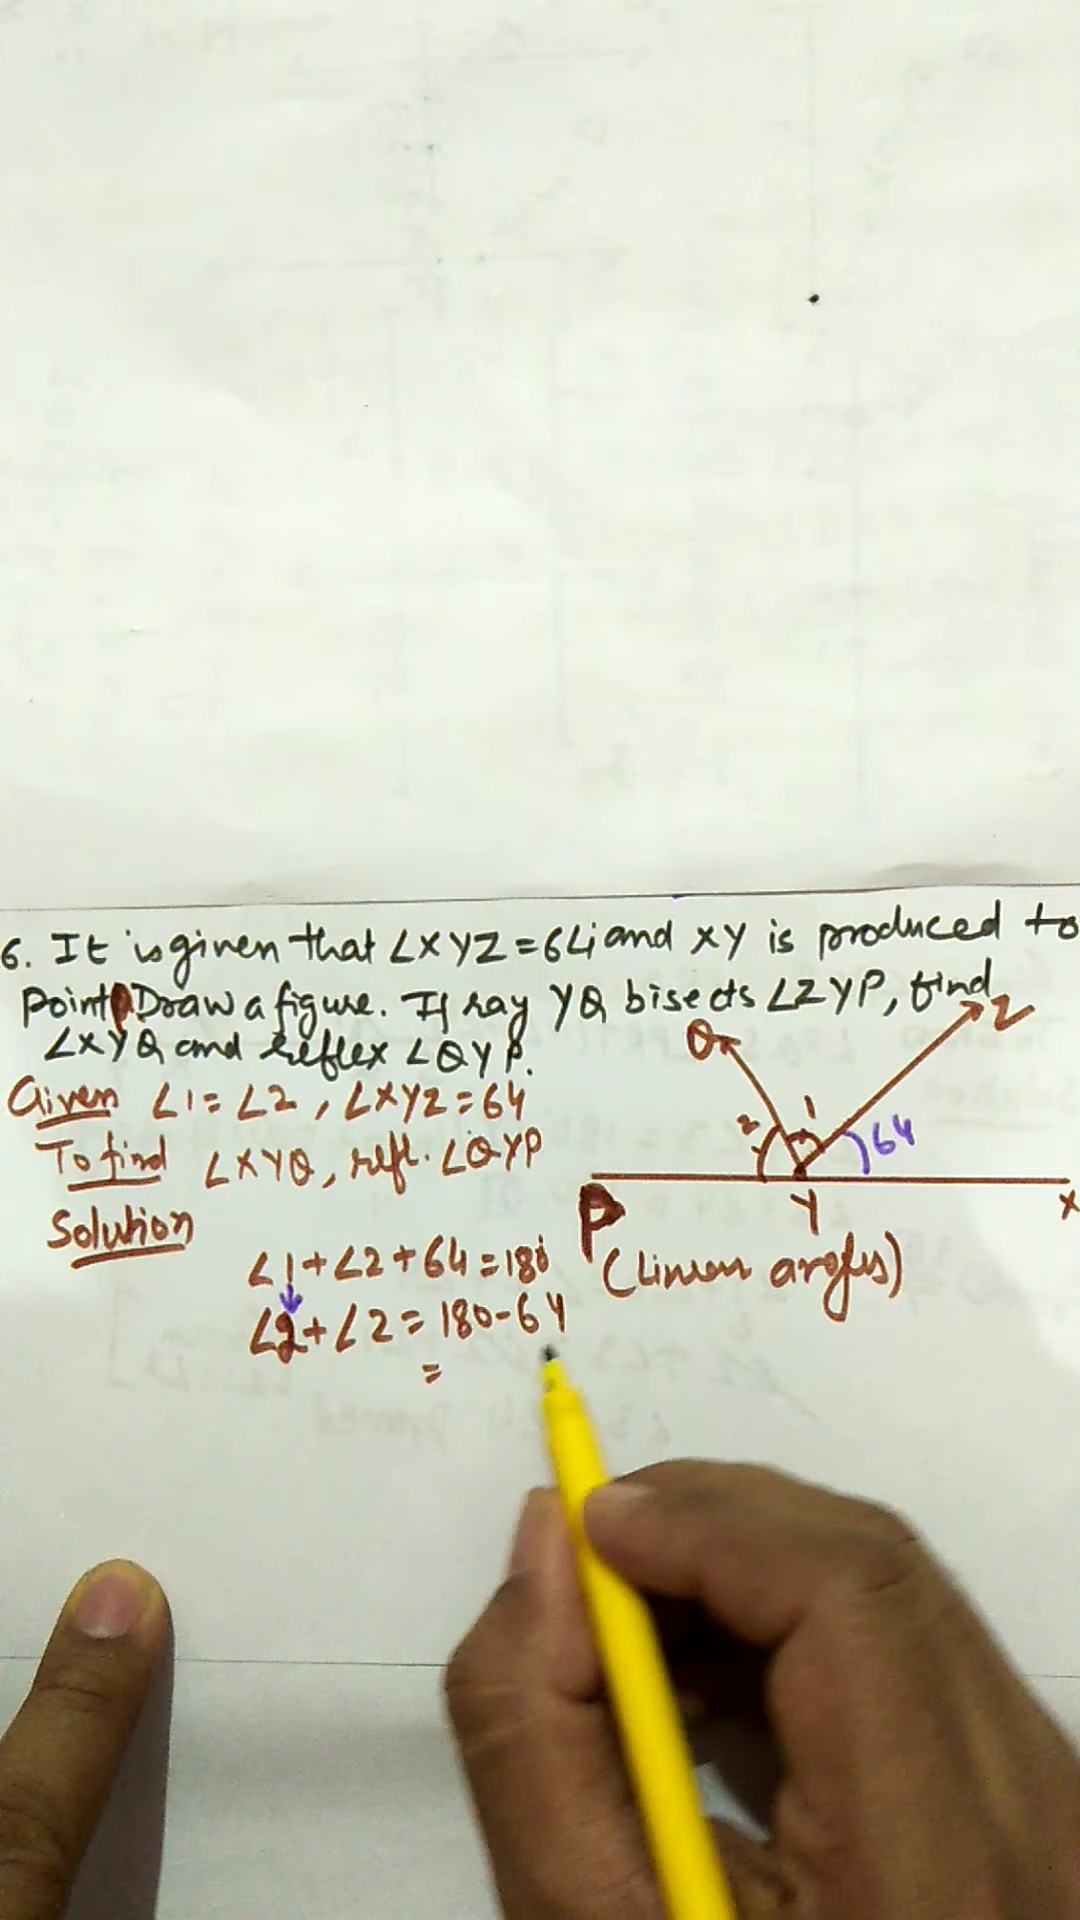 6. It is given that ∠XYZ = 64 and XY is produced to
Point P Draw a figure. If ray YQ bisects ∠ZYP, find
∠XYQ and reflex ∠QYP.
Given ∠1 = ∠2, ∠XYZ = 64
To find ∠XYQ, refl. ∠QYP
Solution
∠1 + ∠2 + 64 = 180 (Linear angles)
∠2 + ∠2 = 180 - 64
=
Q
Z
2
1
64
P
Y
X